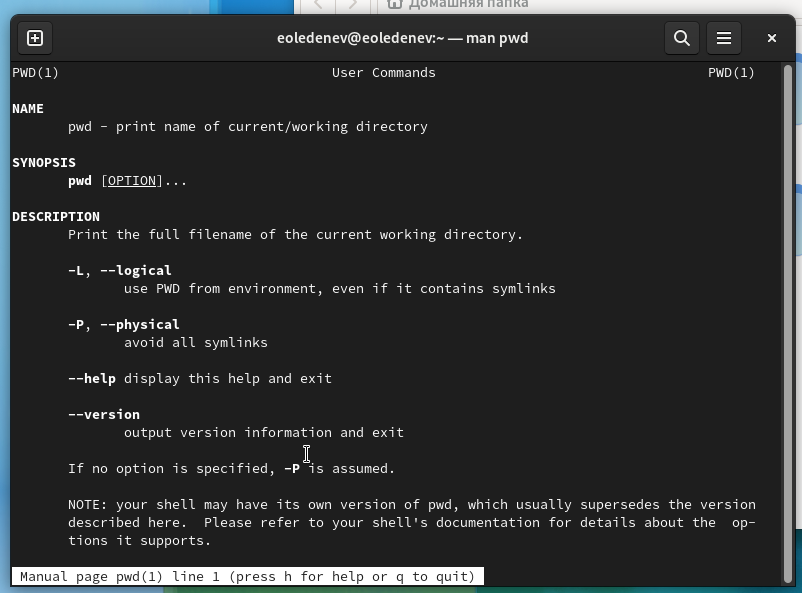 Домашняя папка
eoledenev@eoledenev:~ — man pwd
PWD(1) User Commands PWD(1)
NAME
pwd - print name of current/working directory
SYNOPSIS
pwd [OPTION]...
DESCRIPTION
Print the full filename of the current working directory.
-L, --logical
use PWD from environment, even if it contains symlinks
-P, --physical
avoid all symlinks
--help display this help and exit
--version
output version information and exit
If no option is specified, -P is assumed.
NOTE: your shell may have its own version of pwd, which usually supersedes the version
described here. Please refer to your shell's documentation for details about the op-
tions it supports.
Manual page pwd(1) line 1 (press h for help or q to quit)